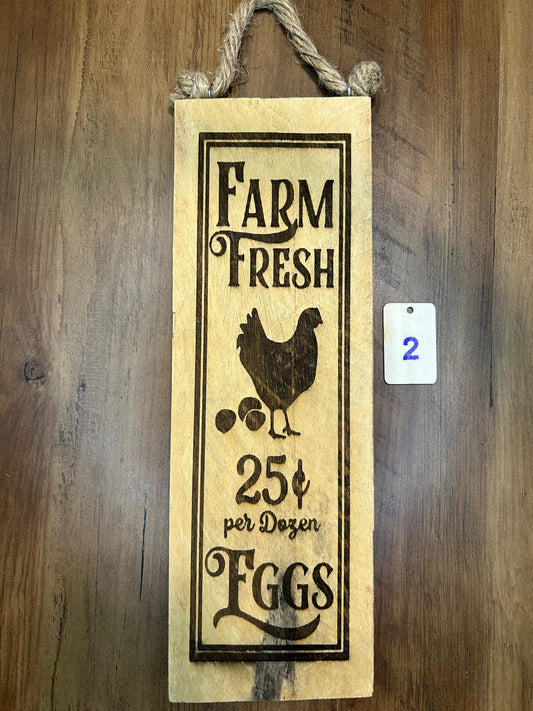 FARM
FRESH
25¢
per Dozen
EGGS
2